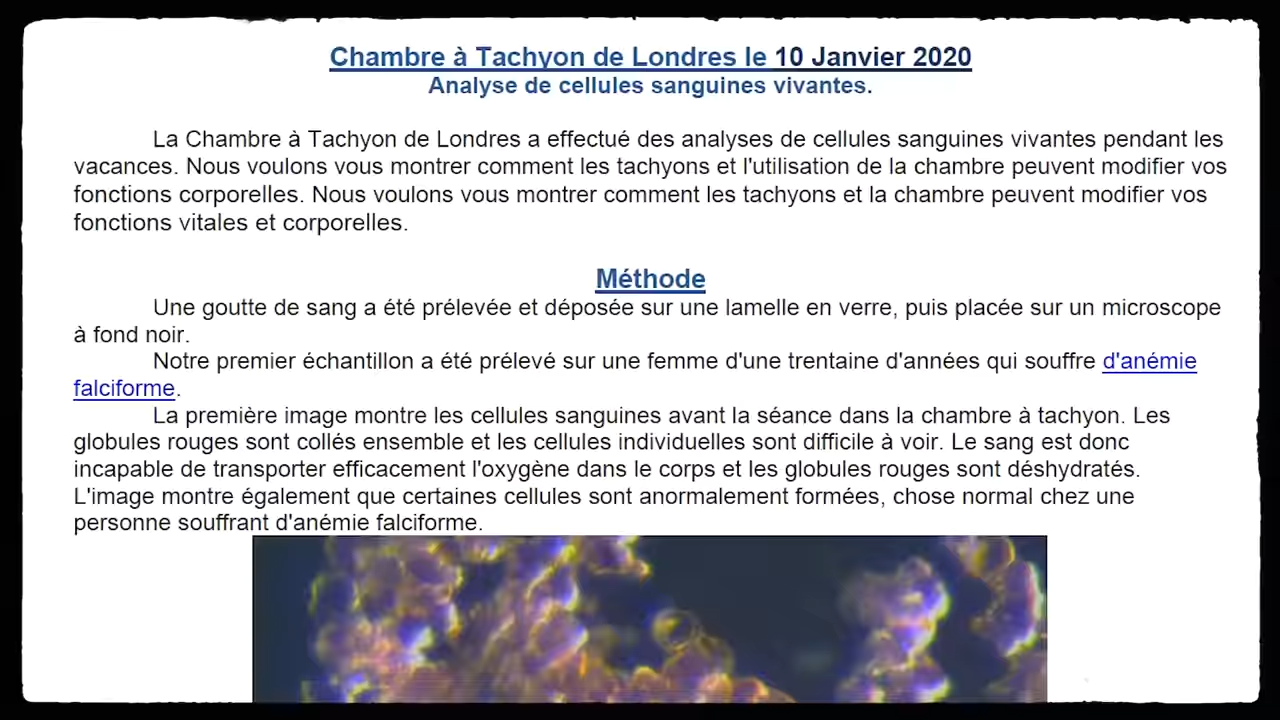 Chambre à Tachyon de Londres le 10 Janvier 2020
Analyse de cellules sanguines vivantes.
La Chambre à Tachyon de Londres a effectué des analyses de cellules sanguines vivantes pendant les
vacances. Nous voulons vous montrer comment les tachyons et l'utilisation de la chambre peuvent modifier vos
fonctions corporelles. Nous voulons vous montrer comment les tachyons et la chambre peuvent modifier vos
fonctions vitales et corporelles.
Méthode
Une goutte de sang a été prélevée et déposée sur une lamelle en verre, puis placée sur un microscope
à fond noir.
Notre premier échantillon a été prélevé sur une femme d'une trentaine d'années qui souffre d'anémie
falciforme.
La première image montre les cellules sanguines avant la séance dans la chambre à tachyon. Les
globules rouges sont collés ensemble et les cellules individuelles sont difficile à voir. Le sang est donc
incapable de transporter efficacement l'oxygène dans le corps et les globules rouges sont déshydratés.
L'image montre également que certaines cellules sont anormalement formées, chose normal chez une
personne souffrant d'anémie falciforme.